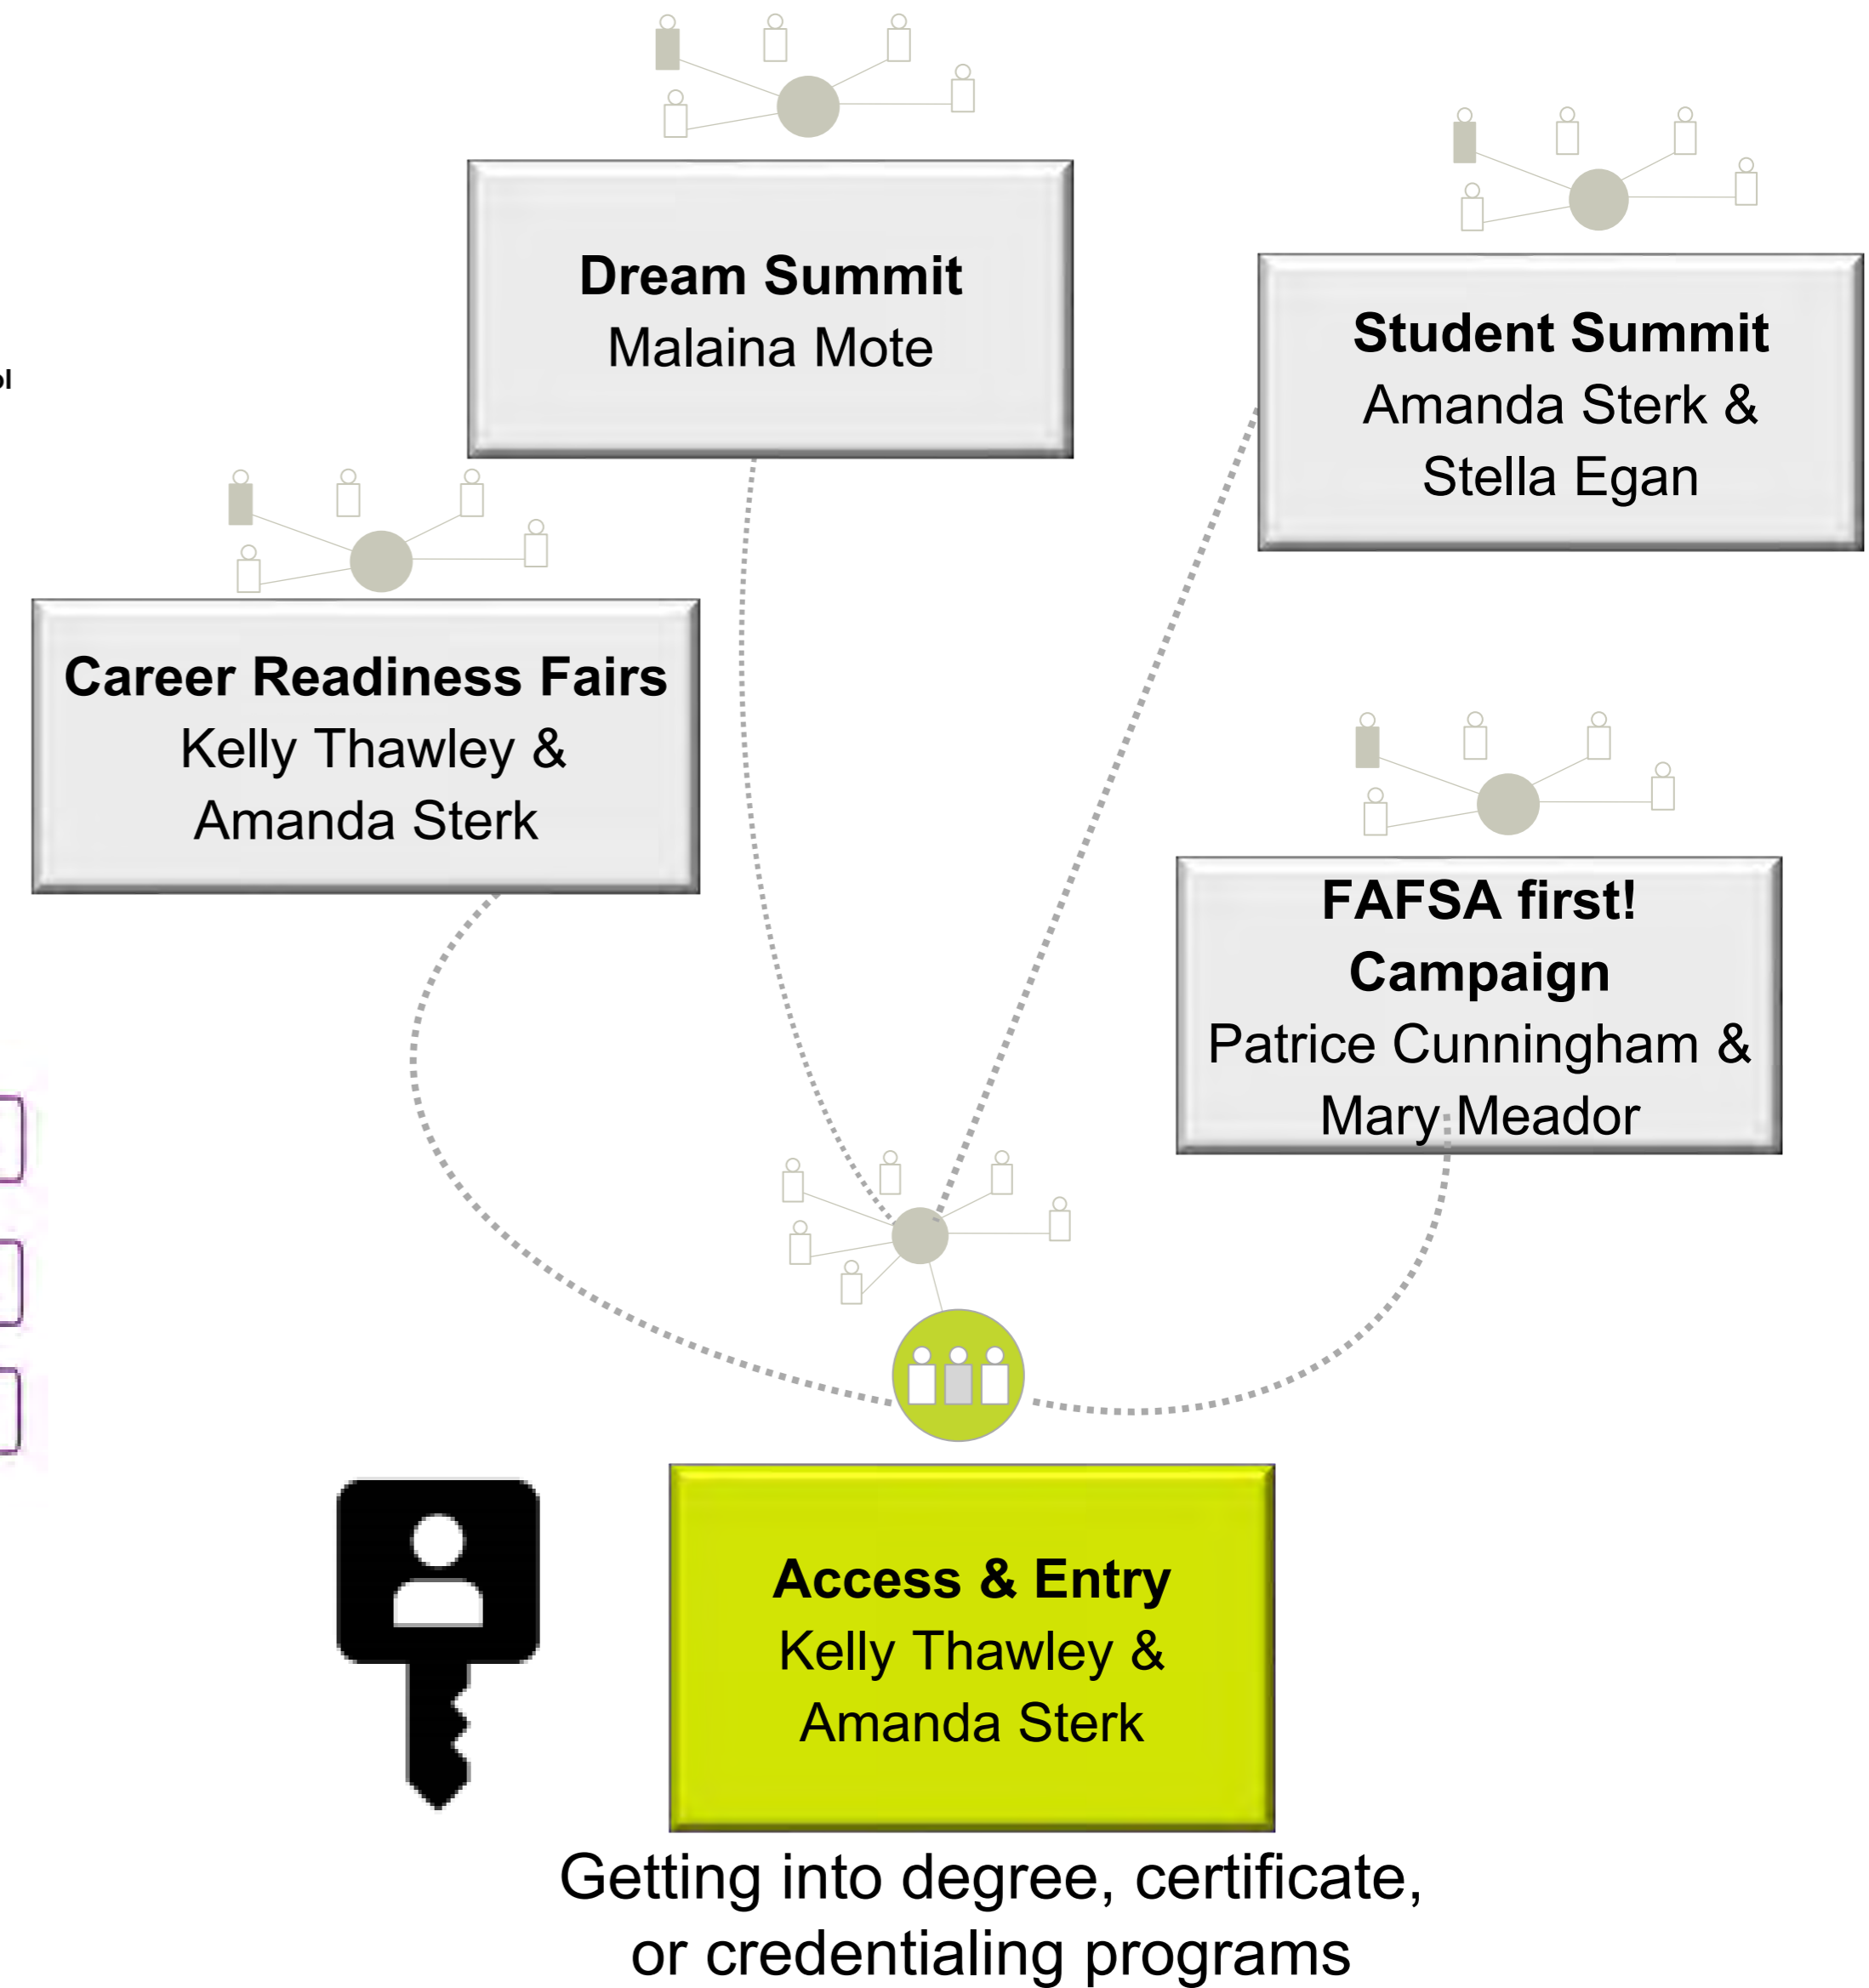 Dream Summit
Malaina Mote
Student Summit
Amanda Sterk &
Stella Egan
ol
Career Readiness Fairs
Kelly Thawley &
Amanda Sterk
FAFSA first!
Campaign
Patrice Cunningham &
Mary Meador
Access & Entry
Kelly Thawley &
Amanda Sterk
Getting into degree, certificate,
or credentialing programs